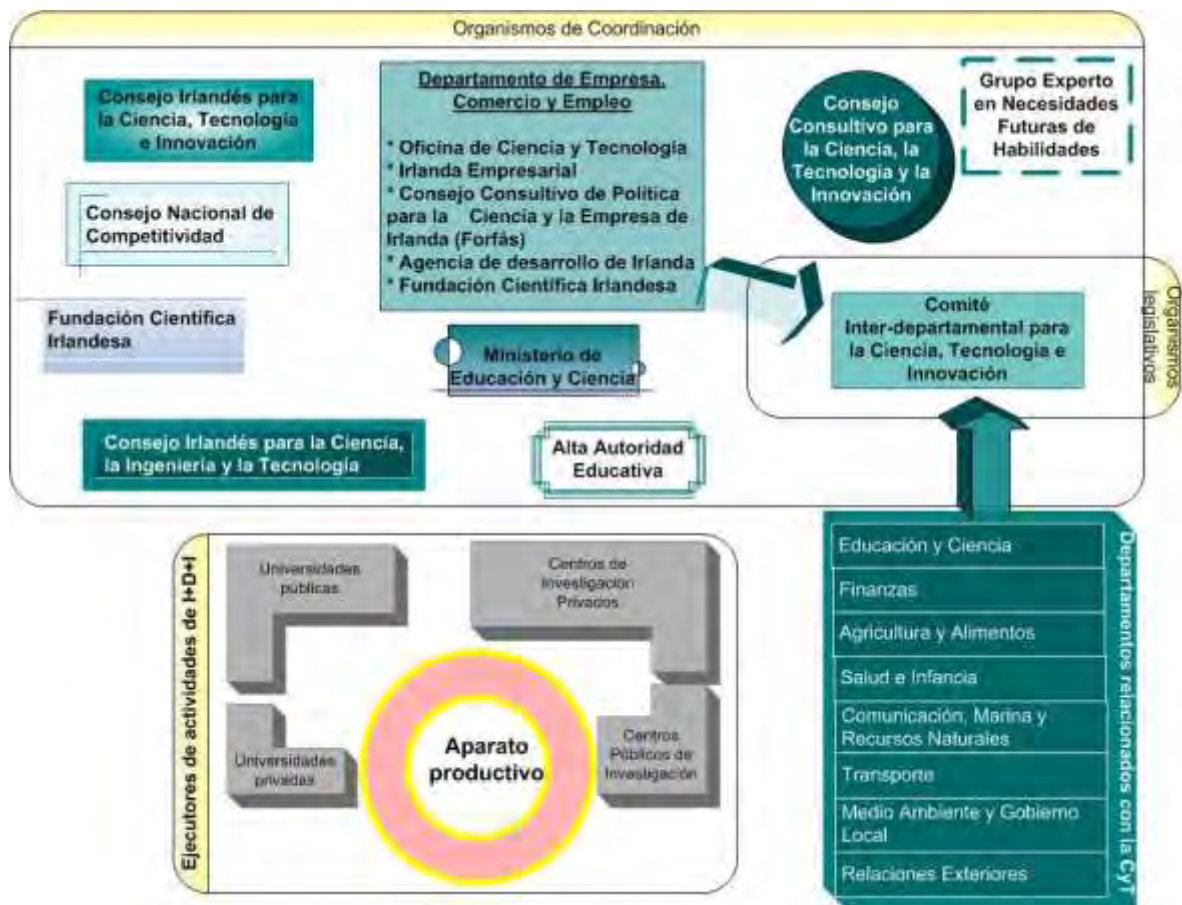 Organismos de Coordinación
Consejo Irlandés para
la Ciencia, Tecnología
e Innovación
Departamento de Empresa,
Comercio y Empleo
* Oficina de Ciencia y Tecnología
* Irlanda Empresarial
* Consejo Consultivo de Política
para la Ciencia y la Empresa de
Irlanda (Forfás)
* Agencia de desarrollo de Irlanda
* Fundación Científica Irlandesa
Consejo
Consultivo para
la Ciencia, la
Tecnología y la
Innovación
Grupo Experto
en Necesidades
Futuras de
Habilidades
Consejo Nacional de
Competitividad
Fundación Científica
Irlandesa
Ministerio de
Educación y Ciencia
Comité
Inter-departamental para
la Ciencia, Tecnología e
Innovación
Organismos
legislativos
Consejo Irlandés para la Ciencia,
la Ingeniería y la Tecnología
Alta Autoridad
Educativa
Ejecutores de actividades de I+D+I
Universidades
públicas
Centros de
Investigación
Privados
Universidades
privadas
Aparato
productivo
Centros
Públicos de
Investigación
Educación y Ciencia
Finanzas
Agricultura y Alimentos
Salud e Infancia
Comunicación, Marina y
Recursos Naturales
Transporte
Medio Ambiente y Gobierno
Local
Relaciones Exteriores
Departamentos relacionados con la CyT